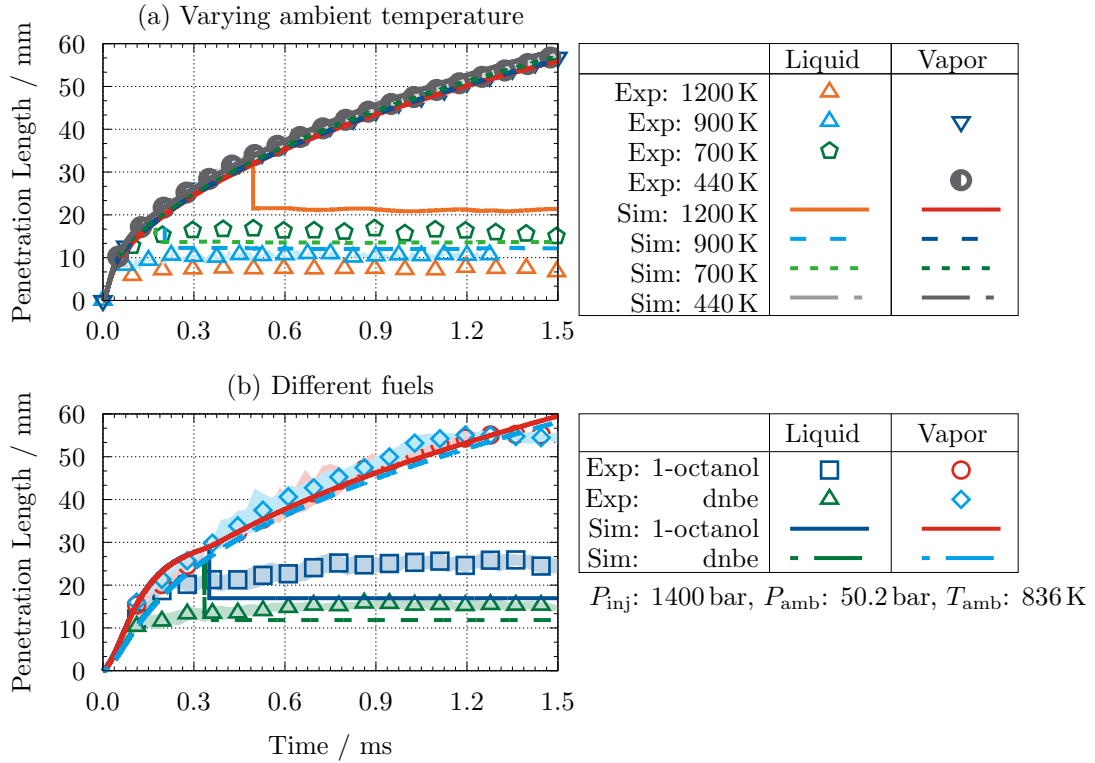 (a) Varying ambient temperature
Penetration Length / mm
60
50
40
30
20
10
0
0.0 0.3 0.6 0.9 1.2 1.5
Liquid Vapor
Exp: 1200 K
Exp: 900 K
Exp: 700 K
Exp: 440 K
Sim: 1200 K
Sim: 900 K
Sim: 700 K
Sim: 440 K
(b) Different fuels
Penetration Length / mm
60
50
40
30
20
10
0
0.0 0.3 0.6 0.9 1.2 1.5
Time / ms
Liquid Vapor
Exp: 1-octanol
Exp: dnbe
Sim: 1-octanol
Sim: dnbe
P_inj: 1400 bar, P_amb: 50.2 bar, T_amb: 836 K